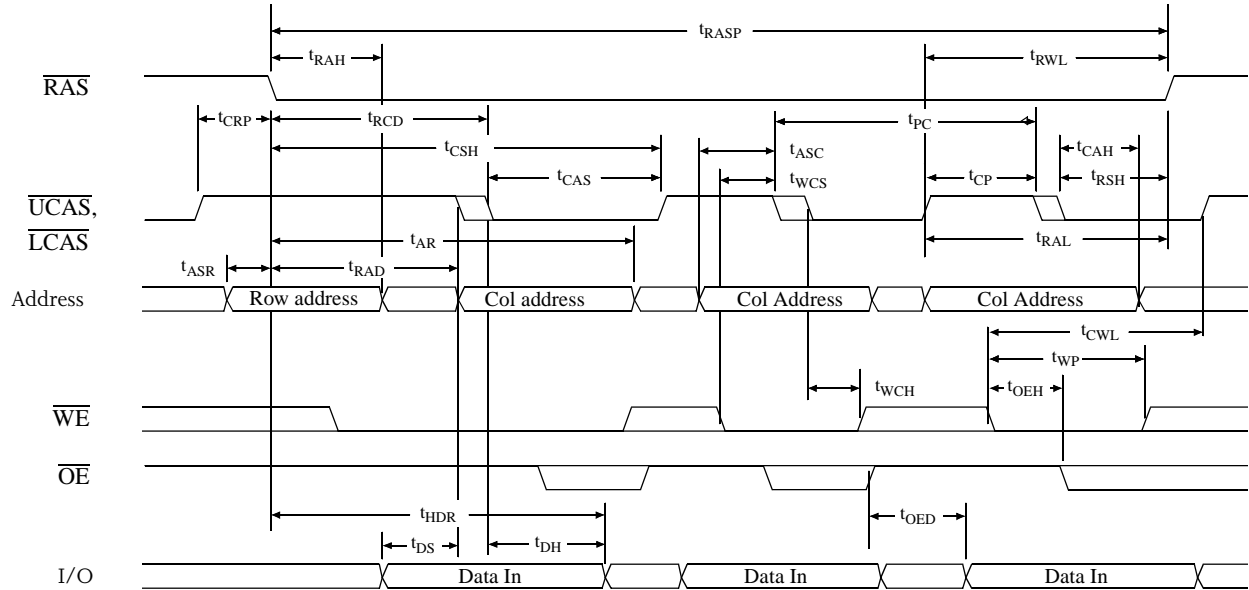 tRASP
tRAH
tRWL
RAS
tCRP
tRCD
tPC
tCSH
tASC
tCAH
tCAS
tWCS
tCP
tRSH
UCAS,
LCAS
tAR
tRAL
tASR
tRAD
Address
Row address
Col address
Col Address
Col Address
tCWL
tWP
tWCH
tOEH
WE
OE
tHDR
tOED
tDS
tDH
I/O
Data In
Data In
Data In